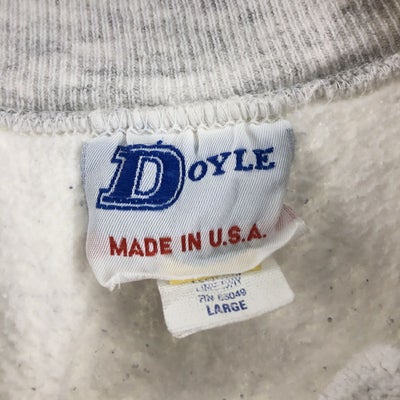 DOYLE
MADE IN U.S.A.
RN 63049
LARGE